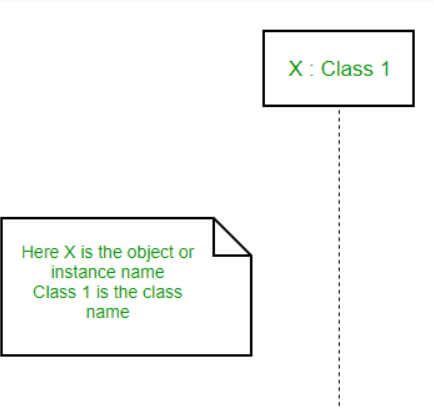 X : Class 1
Here X is the object or
instance name
Class 1 is the class
name